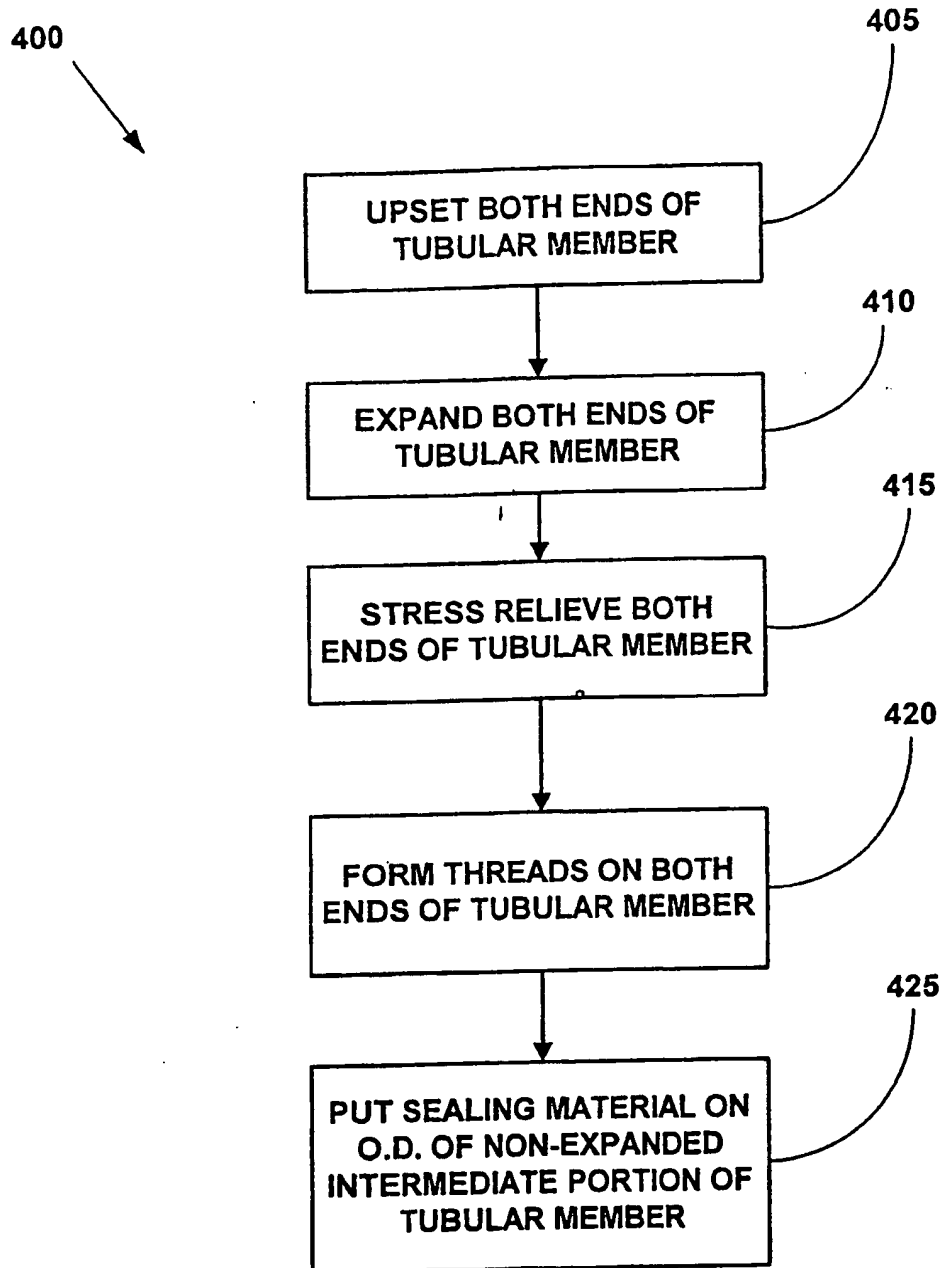 400
405
UPSET BOTH ENDS OF
TUBULAR MEMBER
410
EXPAND BOTH ENDS OF
TUBULAR MEMBER
415
STRESS RELIEVE BOTH
ENDS OF TUBULAR MEMBER
420
FORM THREADS ON BOTH
ENDS OF TUBULAR MEMBER
425
PUT SEALING MATERIAL ON
O.D. OF NON-EXPANDED
INTERMEDIATE PORTION OF
TUBULAR MEMBER